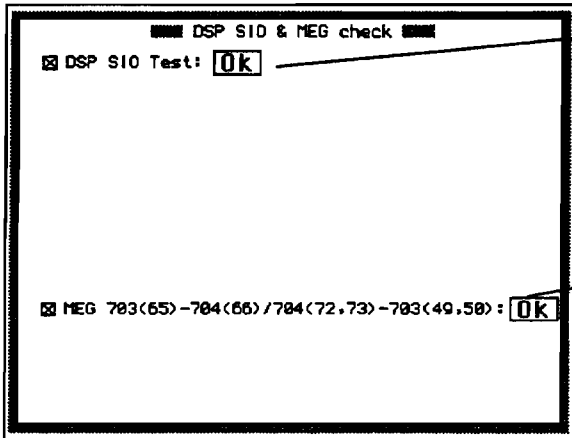 DSP SIO & MEG check
DSP SIO Test: Ok
MEG 703(65)-704(66)/704(72,73)-703(49,50): Ok